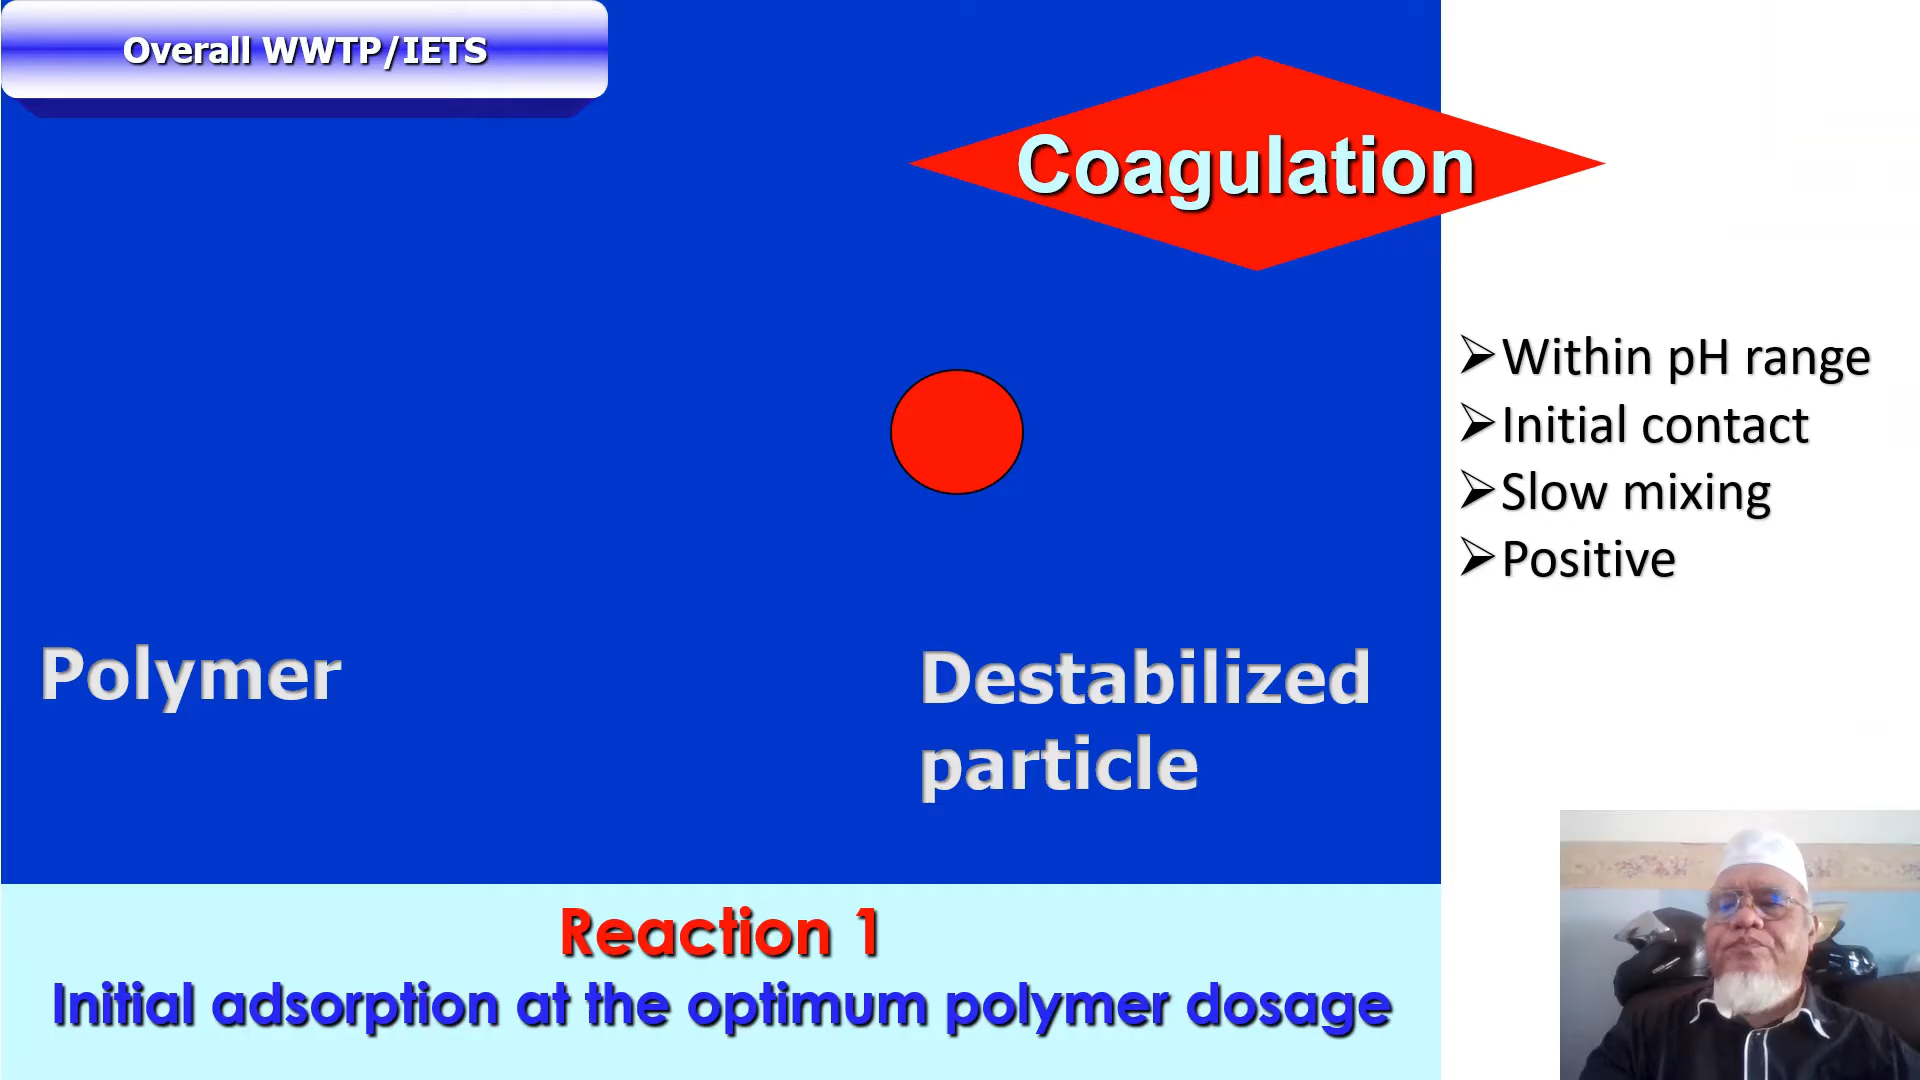 Overall WWTP/IETS
Coagulation
➢Within pH range
➢Initial contact
➢Slow mixing
➢Positive
Polymer
Destabilized
particle
Reaction 1
Initial adsorption at the optimum polymer dosage